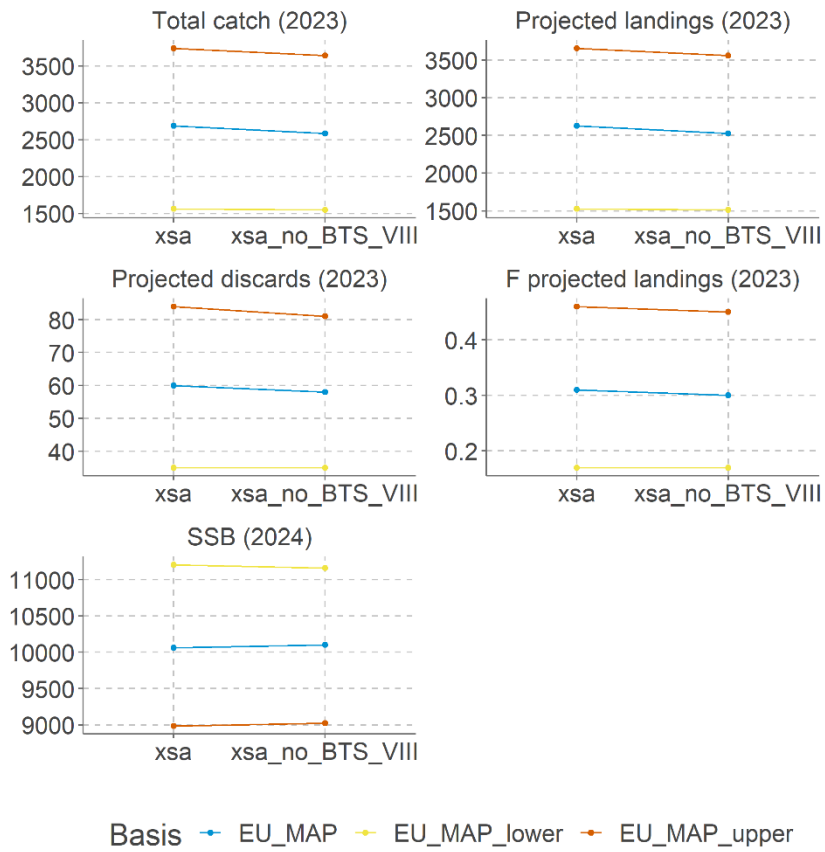 Total catch (2023)
3500
3000
2500
2000
1500
xsa xsa_no_BTS_VIII
Projected landings (2023)
3500
3000
2500
2000
1500
xsa xsa_no_BTS_VIII
Projected discards (2023)
80
70
60
50
40
xsa xsa_no_BTS_VIII
F projected landings (2023)
0.4
0.3
0.2
xsa xsa_no_BTS_VIII
SSB (2024)
11000
10500
10000
9500
9000
xsa xsa_no_BTS_VIII
Basis EU_MAP EU_MAP_lower EU_MAP_upper